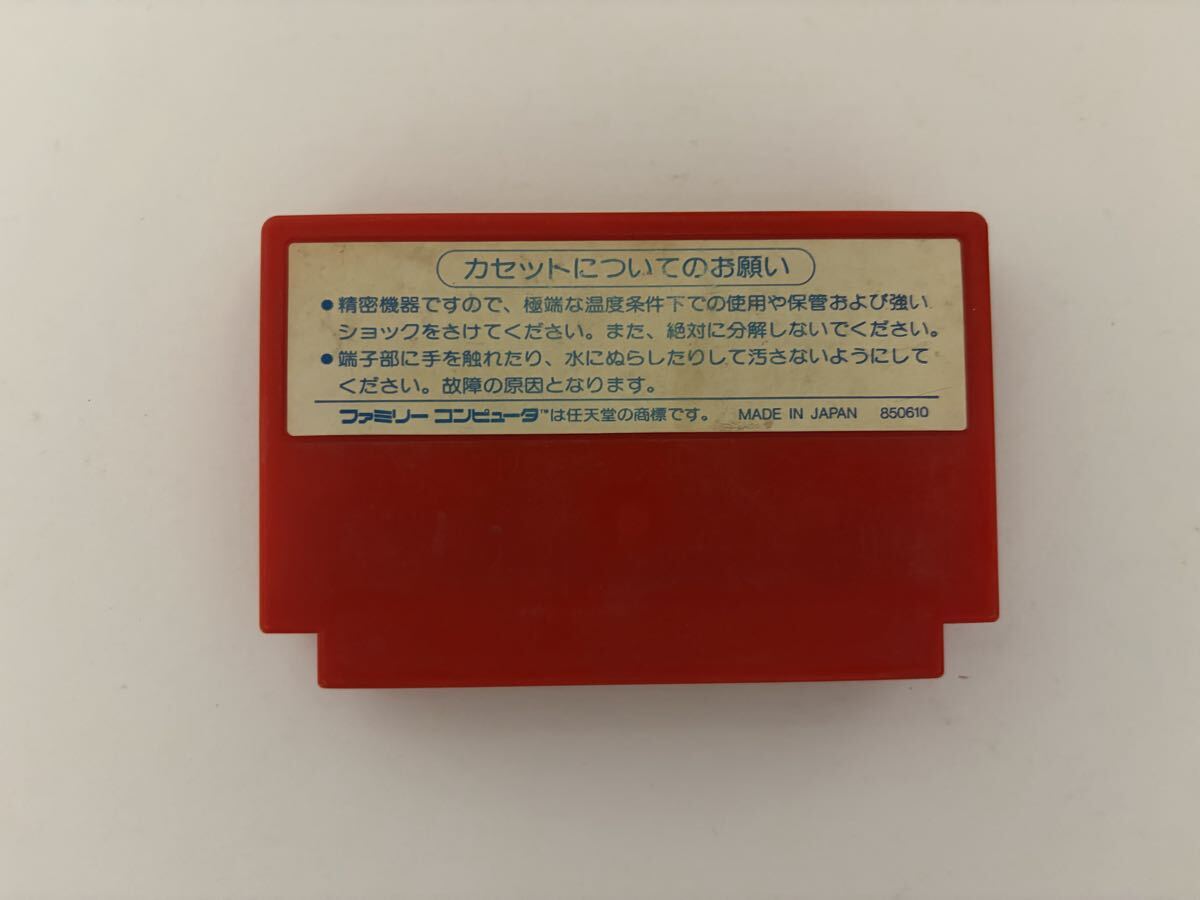 カセットについてのお願い
●精密機器ですので、極端な温度条件下での使用や保管および強い
ショックをさけてください。また、絶対に分解しないでください。
●端子部に手を触れたり、水にぬらしたりして汚さないようにして
ください。故障の原因となります。
ファミリー コンピュータ™は任天堂の商標です。 MADE IN JAPAN 850610